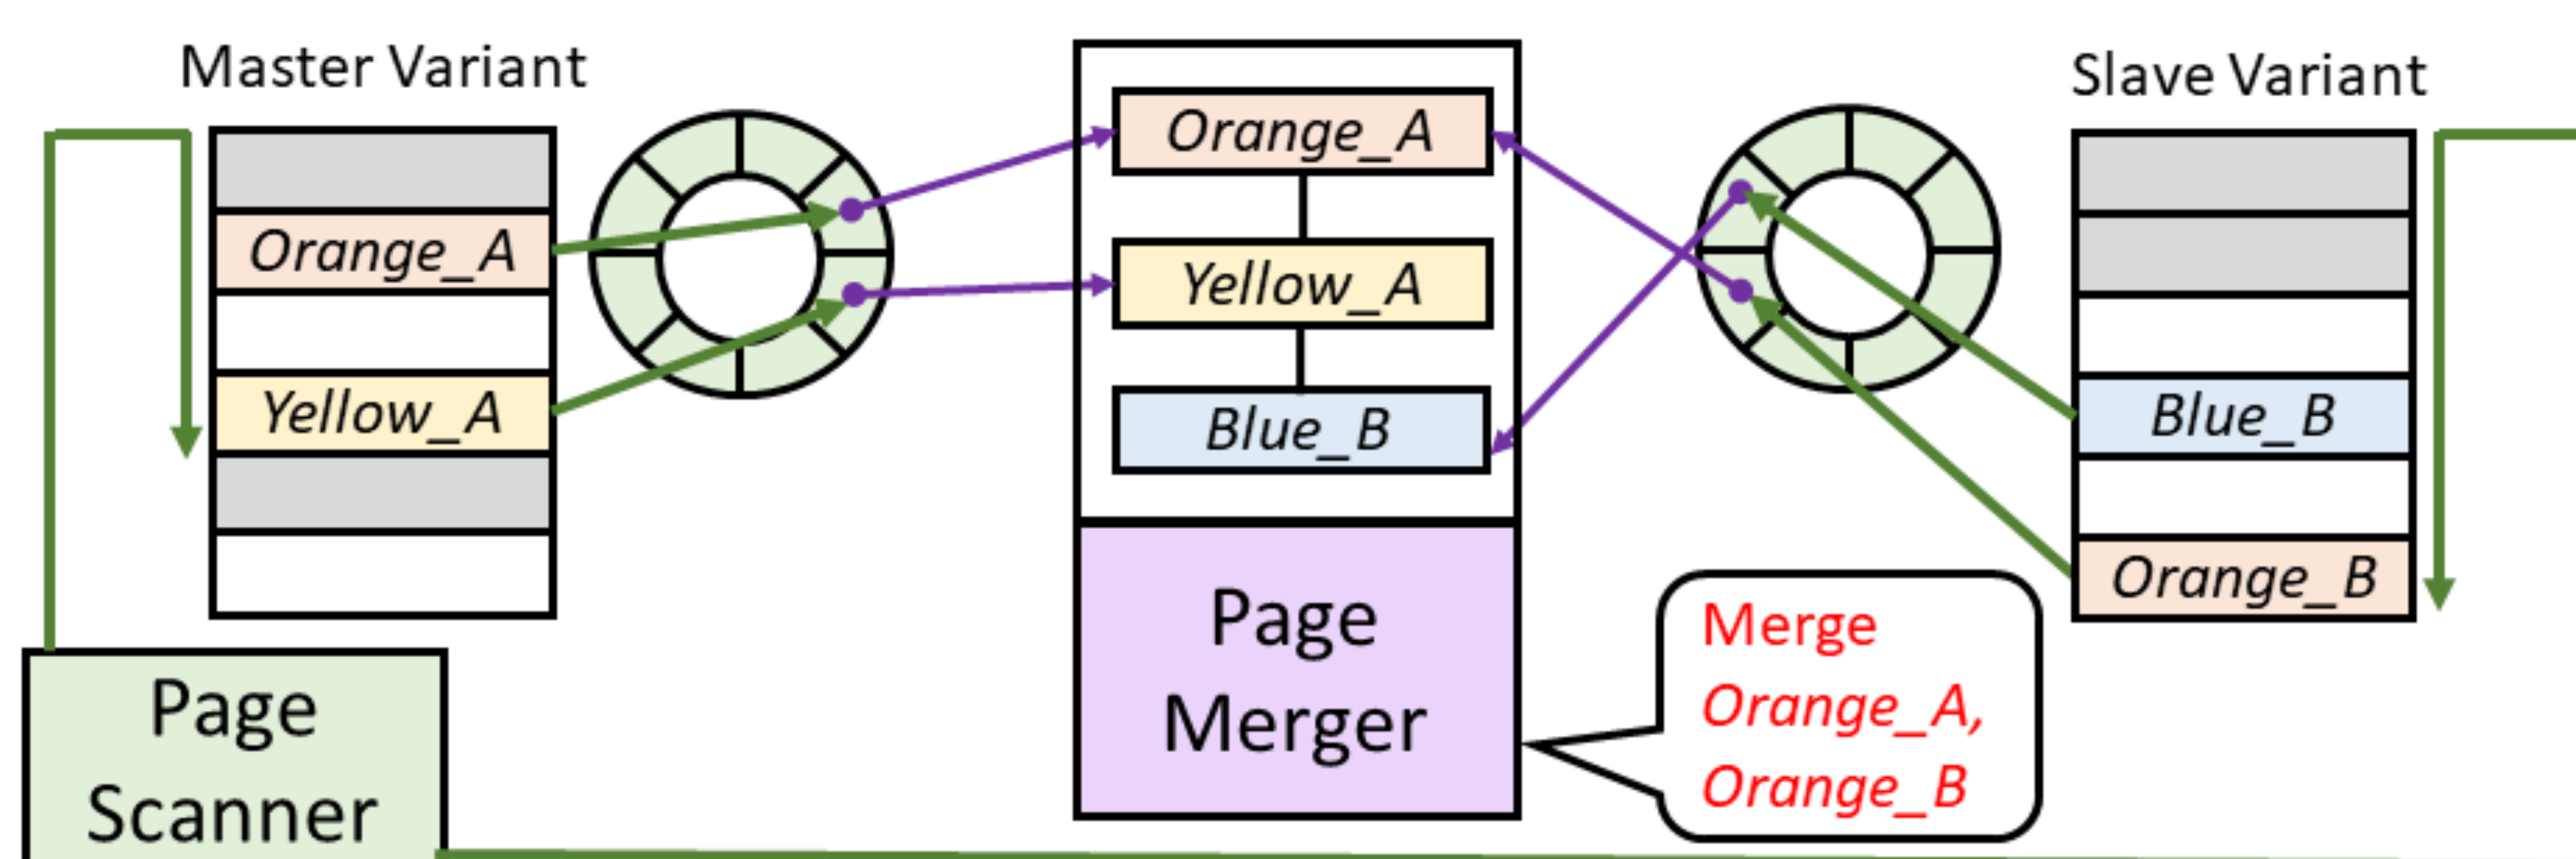 Master Variant
Slave Variant
Orange_A
Yellow_A
Orange_A
Yellow_A
Blue_B
Blue_B
Orange_B
Page
Merger
Merge
Orange_A,
Orange_B
Page
Scanner